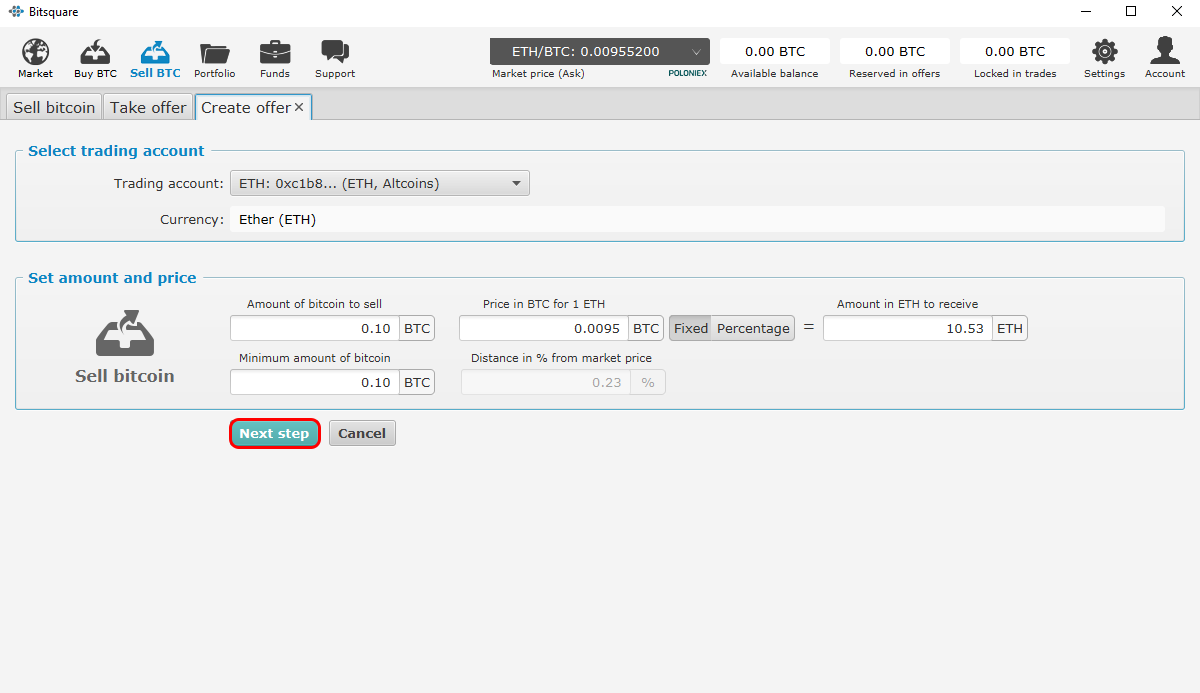 Bitsquare
Market Buy BTC Sell BTC Portfolio Funds Support
ETH/BTC: 0.00955200 0.00 BTC 0.00 BTC 0.00 BTC
Market price (Ask) POLONIEX Available balance Reserved in offers Locked in trades Settings Account
Sell bitcoin Take offer Create offer ×
Select trading account
Trading account: ETH: 0xc1b8... (ETH, Altcoins)
Currency: Ether (ETH)
Set amount and price
Amount of bitcoin to sell Price in BTC for 1 ETH Amount in ETH to receive
0.10 BTC 0.0095 BTC Fixed Percentage = 10.53 ETH
Minimum amount of bitcoin Distance in % from market price
Sell bitcoin 0.10 BTC 0.23 %
Next step Cancel